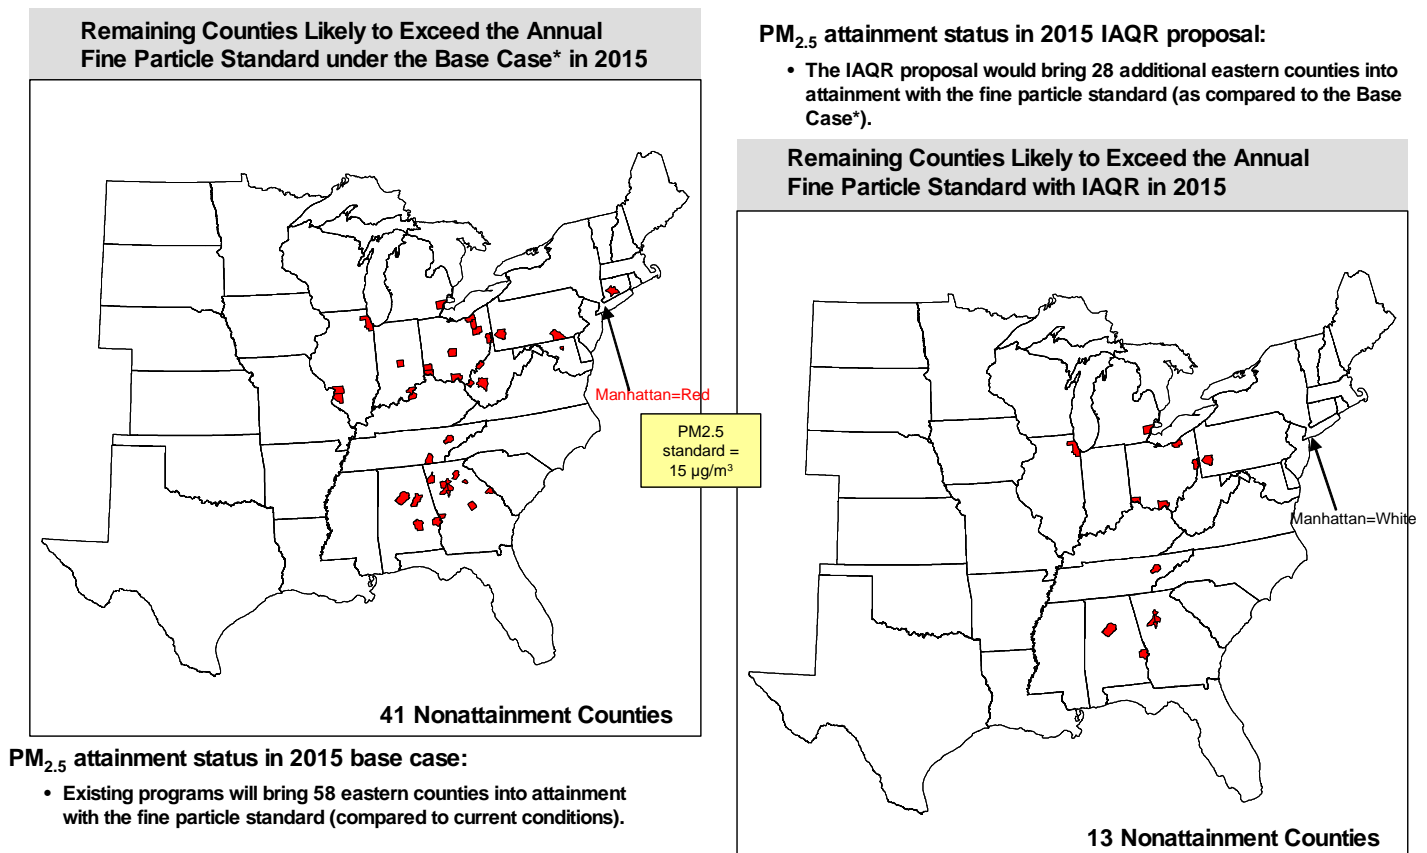 Remaining Counties Likely to Exceed the Annual
Fine Particle Standard under the Base Case* in 2015
Manhattan=Red
41 Nonattainment Counties
PM2.5 attainment status in 2015 base case:
• Existing programs will bring 58 eastern counties into attainment
with the fine particle standard (compared to current conditions).
PM2.5
standard =
15 µg/m³
PM2.5 attainment status in 2015 IAQR proposal:
• The IAQR proposal would bring 28 additional eastern counties into
attainment with the fine particle standard (as compared to the Base
Case*).
Remaining Counties Likely to Exceed the Annual
Fine Particle Standard with IAQR in 2015
Manhattan=White
13 Nonattainment Counties